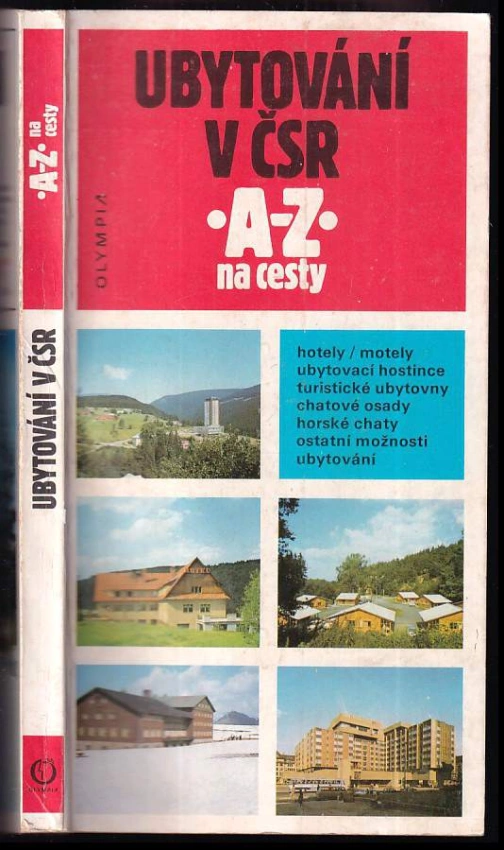 UBYTOVÁNÍ
V ČSR
•A-Z•
na cesty
OLYMPIA
hotely / motely
ubytovací hostince
turistické ubytovny
chatové osady
horské chaty
ostatní možnosti
ubytování
•A-Z• na
cesty
UBYTOVÁNÍ V ČSR
OLYMPIA